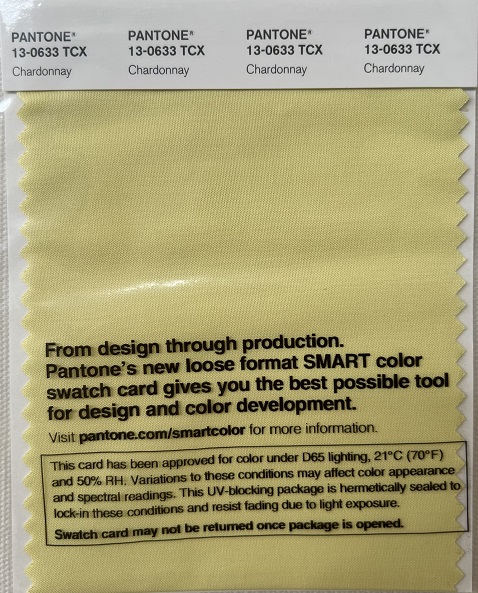 PANTONE® PANTONE® PANTONE® PANTONE®
13-0633 TCX 13-0633 TCX 13-0633 TCX 13-0633 TCX
Chardonnay Chardonnay Chardonnay Chardonnay
From design through production.
Pantone's new loose format SMART color
swatch card gives you the best possible tool
for design and color development.
Visit pantone.com/smartcolor for more information.
This card has been approved for color under D65 lighting, 21°C (70°F)
and 50% RH. Variations to these conditions may affect color appearance
and spectral readings. This UV-blocking package is hermetically sealed to
lock-in these conditions and resist fading due to light exposure.
Swatch card may not be returned once package is opened.